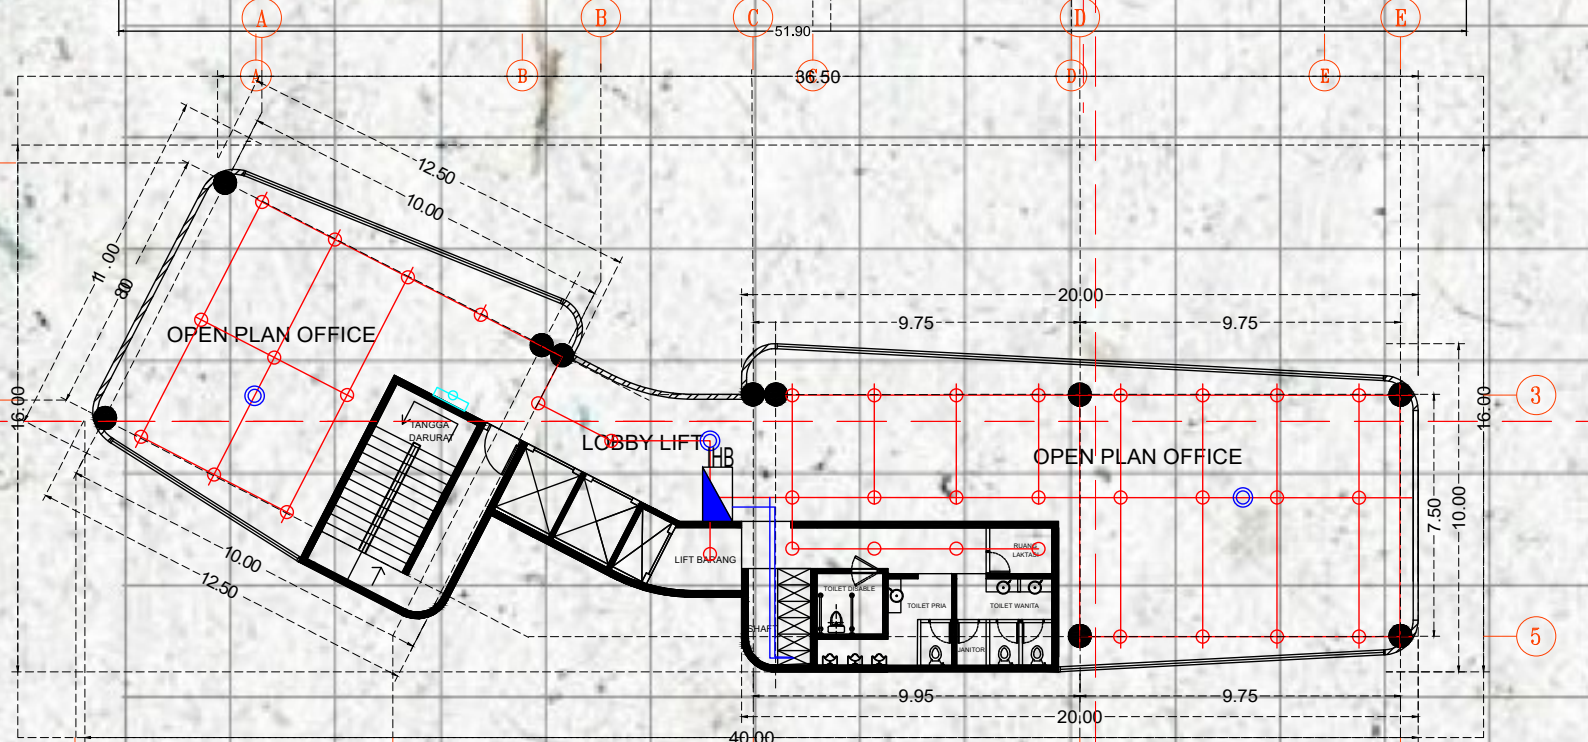 A
B
C
D
E
51.90
A
B
C
D
E
36.50
12.50
10.00
11.00
20.00
9.75
9.75
OPEN PLAN OFFICE
16.00
16.00
3
TANGGA
DARURAT
LOBBY LIFT
HB
OPEN PLAN OFFICE
7.50
10.00
10.00
12.50
LIFT BARANG
RUANG
LAKTASI
TOILET DISABLE
TOILET PRIA
TOILET WANITA
SHAFT
JANITOR
5
9.95
9.75
20.00
40.00